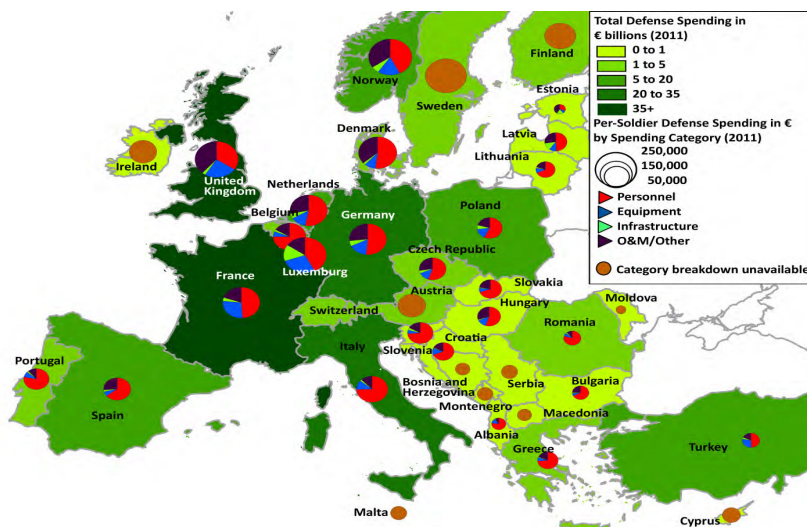 Total Defense Spending in
€ billions (2011)
0 to 1
1 to 5
5 to 20
20 to 35
35+
Per-Soldier Defense Spending in €
by Spending Category (2011)
250,000
150,000
50,000
Personnel
Equipment
Infrastructure
O&M/Other
Category breakdown unavailable
Finland
Norway
Sweden
Estonia
Denmark
Latvia
Lithuania
Ireland
United
Kingdom
Netherlands
Belgium
Germany
Poland
Luxemburg
Czech Republic
France
Slovakia
Austria
Moldova
Switzerland
Hungary
Romania
Italy
Croatia
Slovenia
Portugal
Bosnia and
Herzegovina
Serbia
Bulgaria
Spain
Montenegro
Macedonia
Albania
Greece
Turkey
Malta
Cyprus